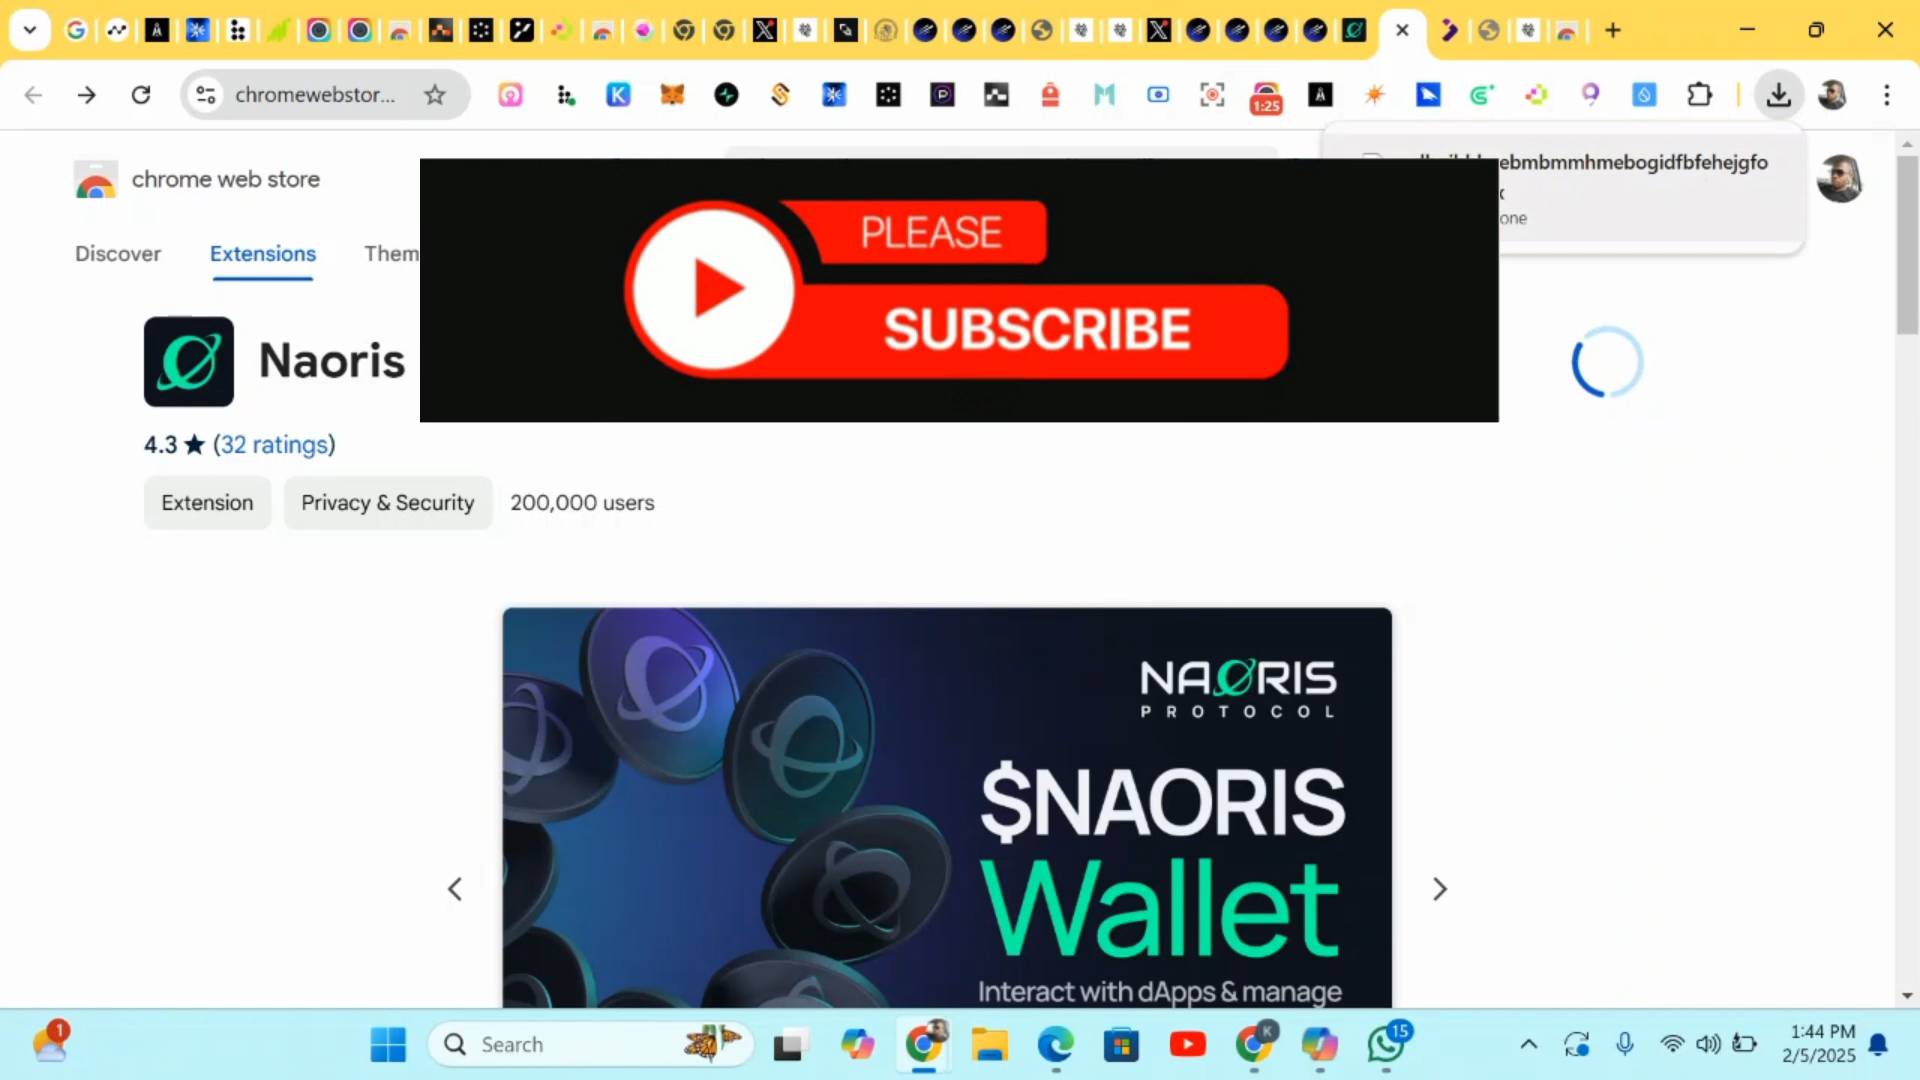 chromewebstor...
1:25
ebmbmmhmebogidfbfehejgfo
one
chrome web store
PLEASE
SUBSCRIBE
Discover
Extensions
Them
Naoris
4.3 ★ (32 ratings)
Extension
Privacy & Security
200,000 users
NAORIS
PROTOCOL
$NAORIS
Wallet
Interact with dApps & manage
1
Search
K
15
1:44 PM
2/5/2025